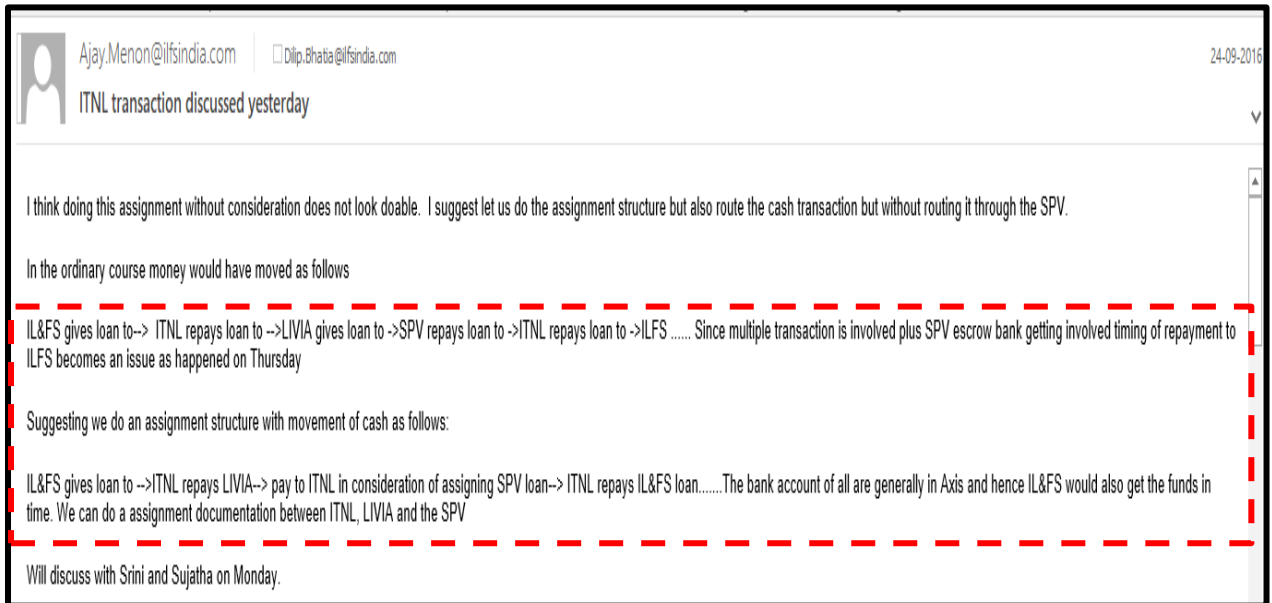 Ajay.Menon@ilfsindia.com Dilip.Bhatia@ilfsindia.com 24-09-2016
ITNL transaction discussed yesterday
I think doing this assignment without consideration does not look doable. I suggest let us do the assignment structure but also route the cash transaction but without routing it through the SPV.
In the ordinary course money would have moved as follows
IL&FS gives loan to--> ITNL repays loan to -->LIVIA gives loan to ->SPV repays loan to ->ITNL repays loan to ->ILFS ...... Since multiple transaction is involved plus SPV escrow bank getting involved timing of repayment to
ILFS becomes an issue as happened on Thursday
Suggesting we do an assignment structure with movement of cash as follows:
IL&FS gives loan to -->ITNL repays LIVIA--> pay to ITNL in consideration of assigning SPV loan--> ITNL repays IL&FS loan.......The bank account of all are generally in Axis and hence IL&FS would also get the funds in
time. We can do a assignment documentation between ITNL, LIVIA and the SPV
Will discuss with Srini and Sujatha on Monday.